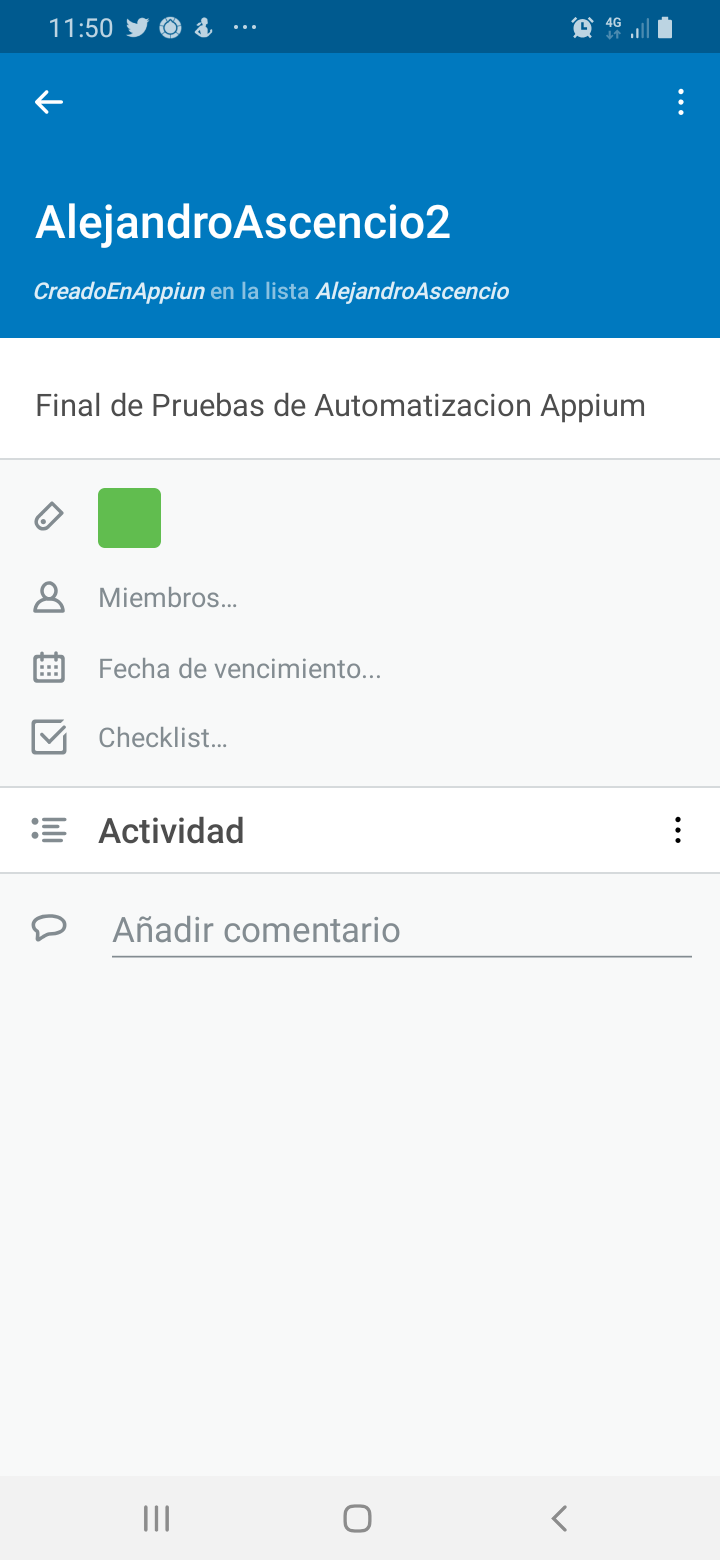 11:50
4G
AlejandroAscencio2
CreadoEnAppiun en la lista AlejandroAscencio
Final de Pruebas de Automatizacion Appium
Miembros...
Fecha de vencimiento...
Checklist...
Actividad
Añadir comentario